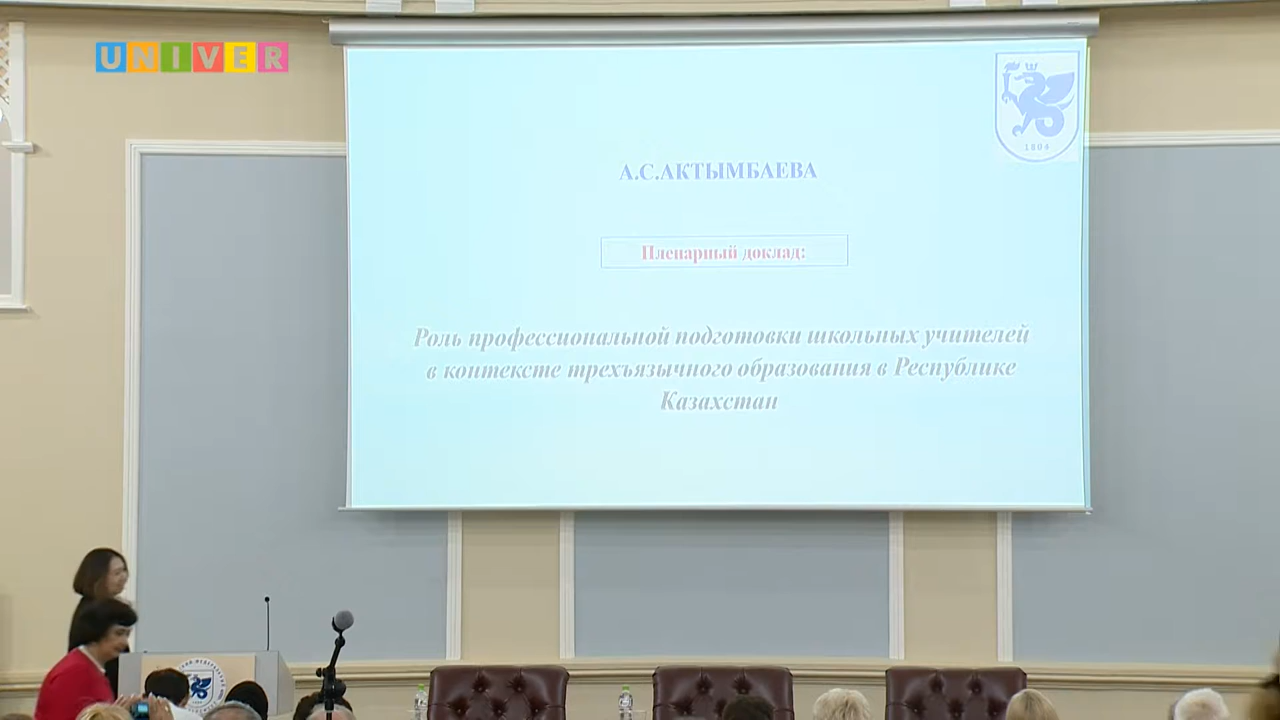 UNIVER
1804
А.С.АКТЫМБАЕВА
Пленарный доклад:
Роль профессиональной подготовки школьных учителей
в контексте трехъязычного образования в Республике
Казахстан